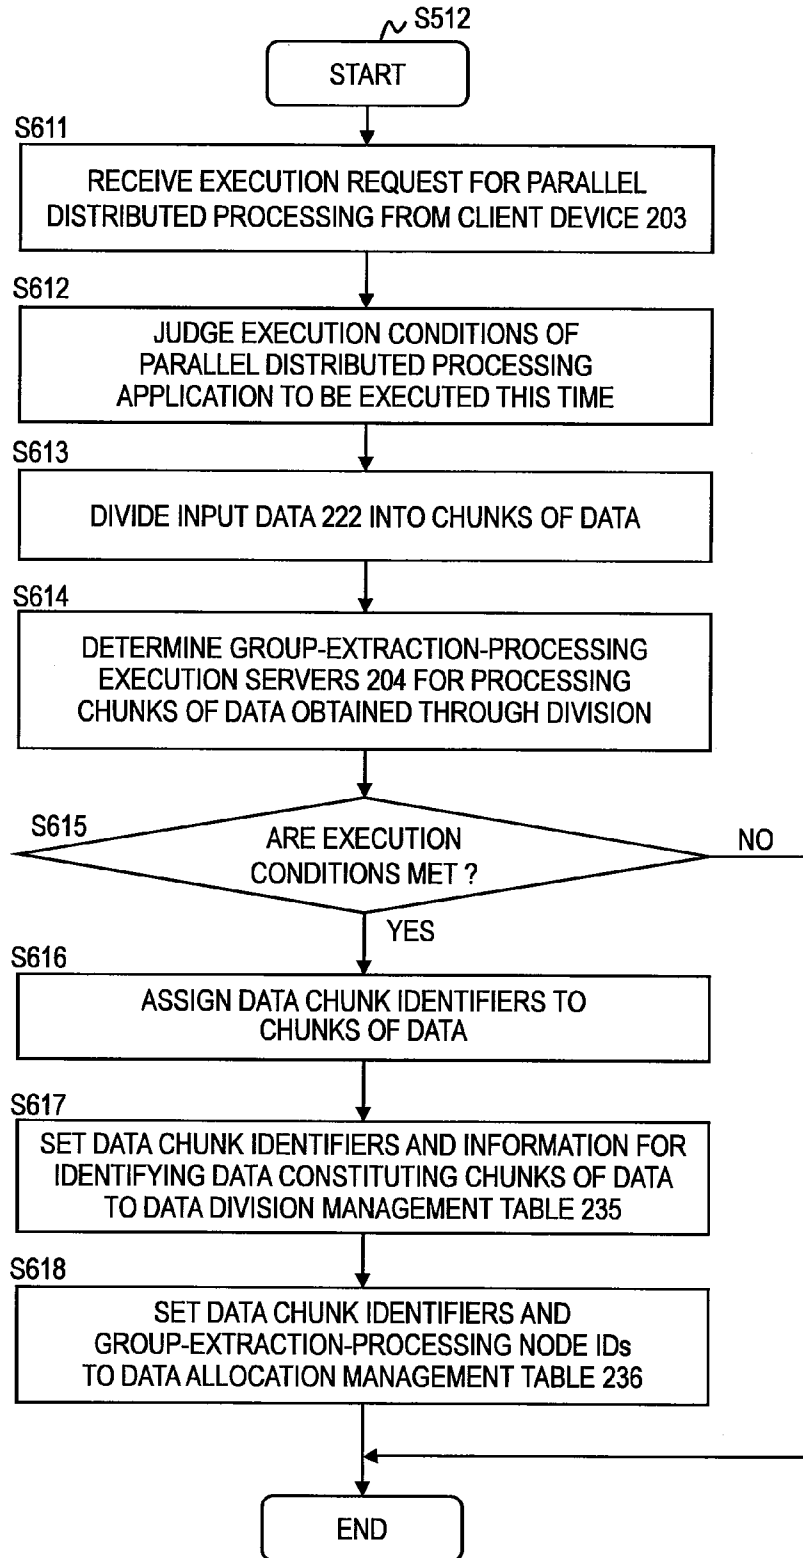 S512
START
S611
RECEIVE EXECUTION REQUEST FOR PARALLEL
DISTRIBUTED PROCESSING FROM CLIENT DEVICE 203
S612
JUDGE EXECUTION CONDITIONS OF
PARALLEL DISTRIBUTED PROCESSING
APPLICATION TO BE EXECUTED THIS TIME
S613
DIVIDE INPUT DATA 222 INTO CHUNKS OF DATA
S614
DETERMINE GROUP-EXTRACTION-PROCESSING
EXECUTION SERVERS 204 FOR PROCESSING
CHUNKS OF DATA OBTAINED THROUGH DIVISION
S615
ARE EXECUTION
CONDITIONS MET ?
NO
YES
S616
ASSIGN DATA CHUNK IDENTIFIERS TO
CHUNKS OF DATA
S617
SET DATA CHUNK IDENTIFIERS AND INFORMATION FOR
IDENTIFYING DATA CONSTITUTING CHUNKS OF DATA
TO DATA DIVISION MANAGEMENT TABLE 235
S618
SET DATA CHUNK IDENTIFIERS AND
GROUP-EXTRACTION-PROCESSING NODE IDs
TO DATA ALLOCATION MANAGEMENT TABLE 236
END